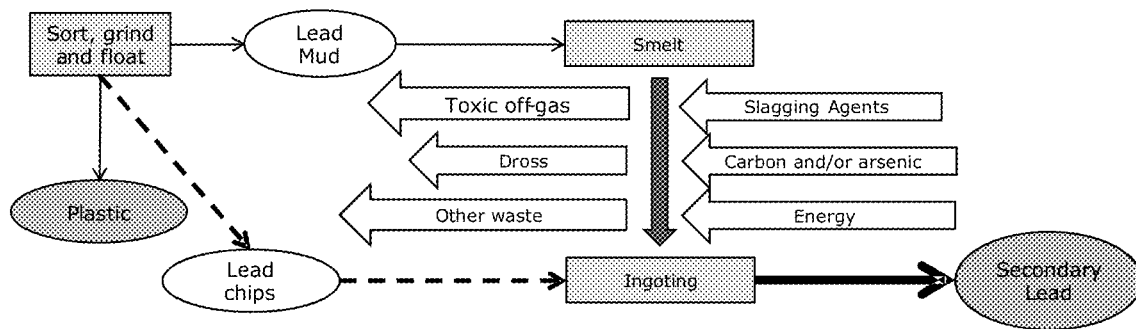 Sort, grind
and float
Lead
Mud
Smelt
Toxic off-gas
Slagging Agents
Dross
Carbon and/or arsenic
Plastic
Other waste
Energy
Lead
chips
Ingoting
Secondary
Lead